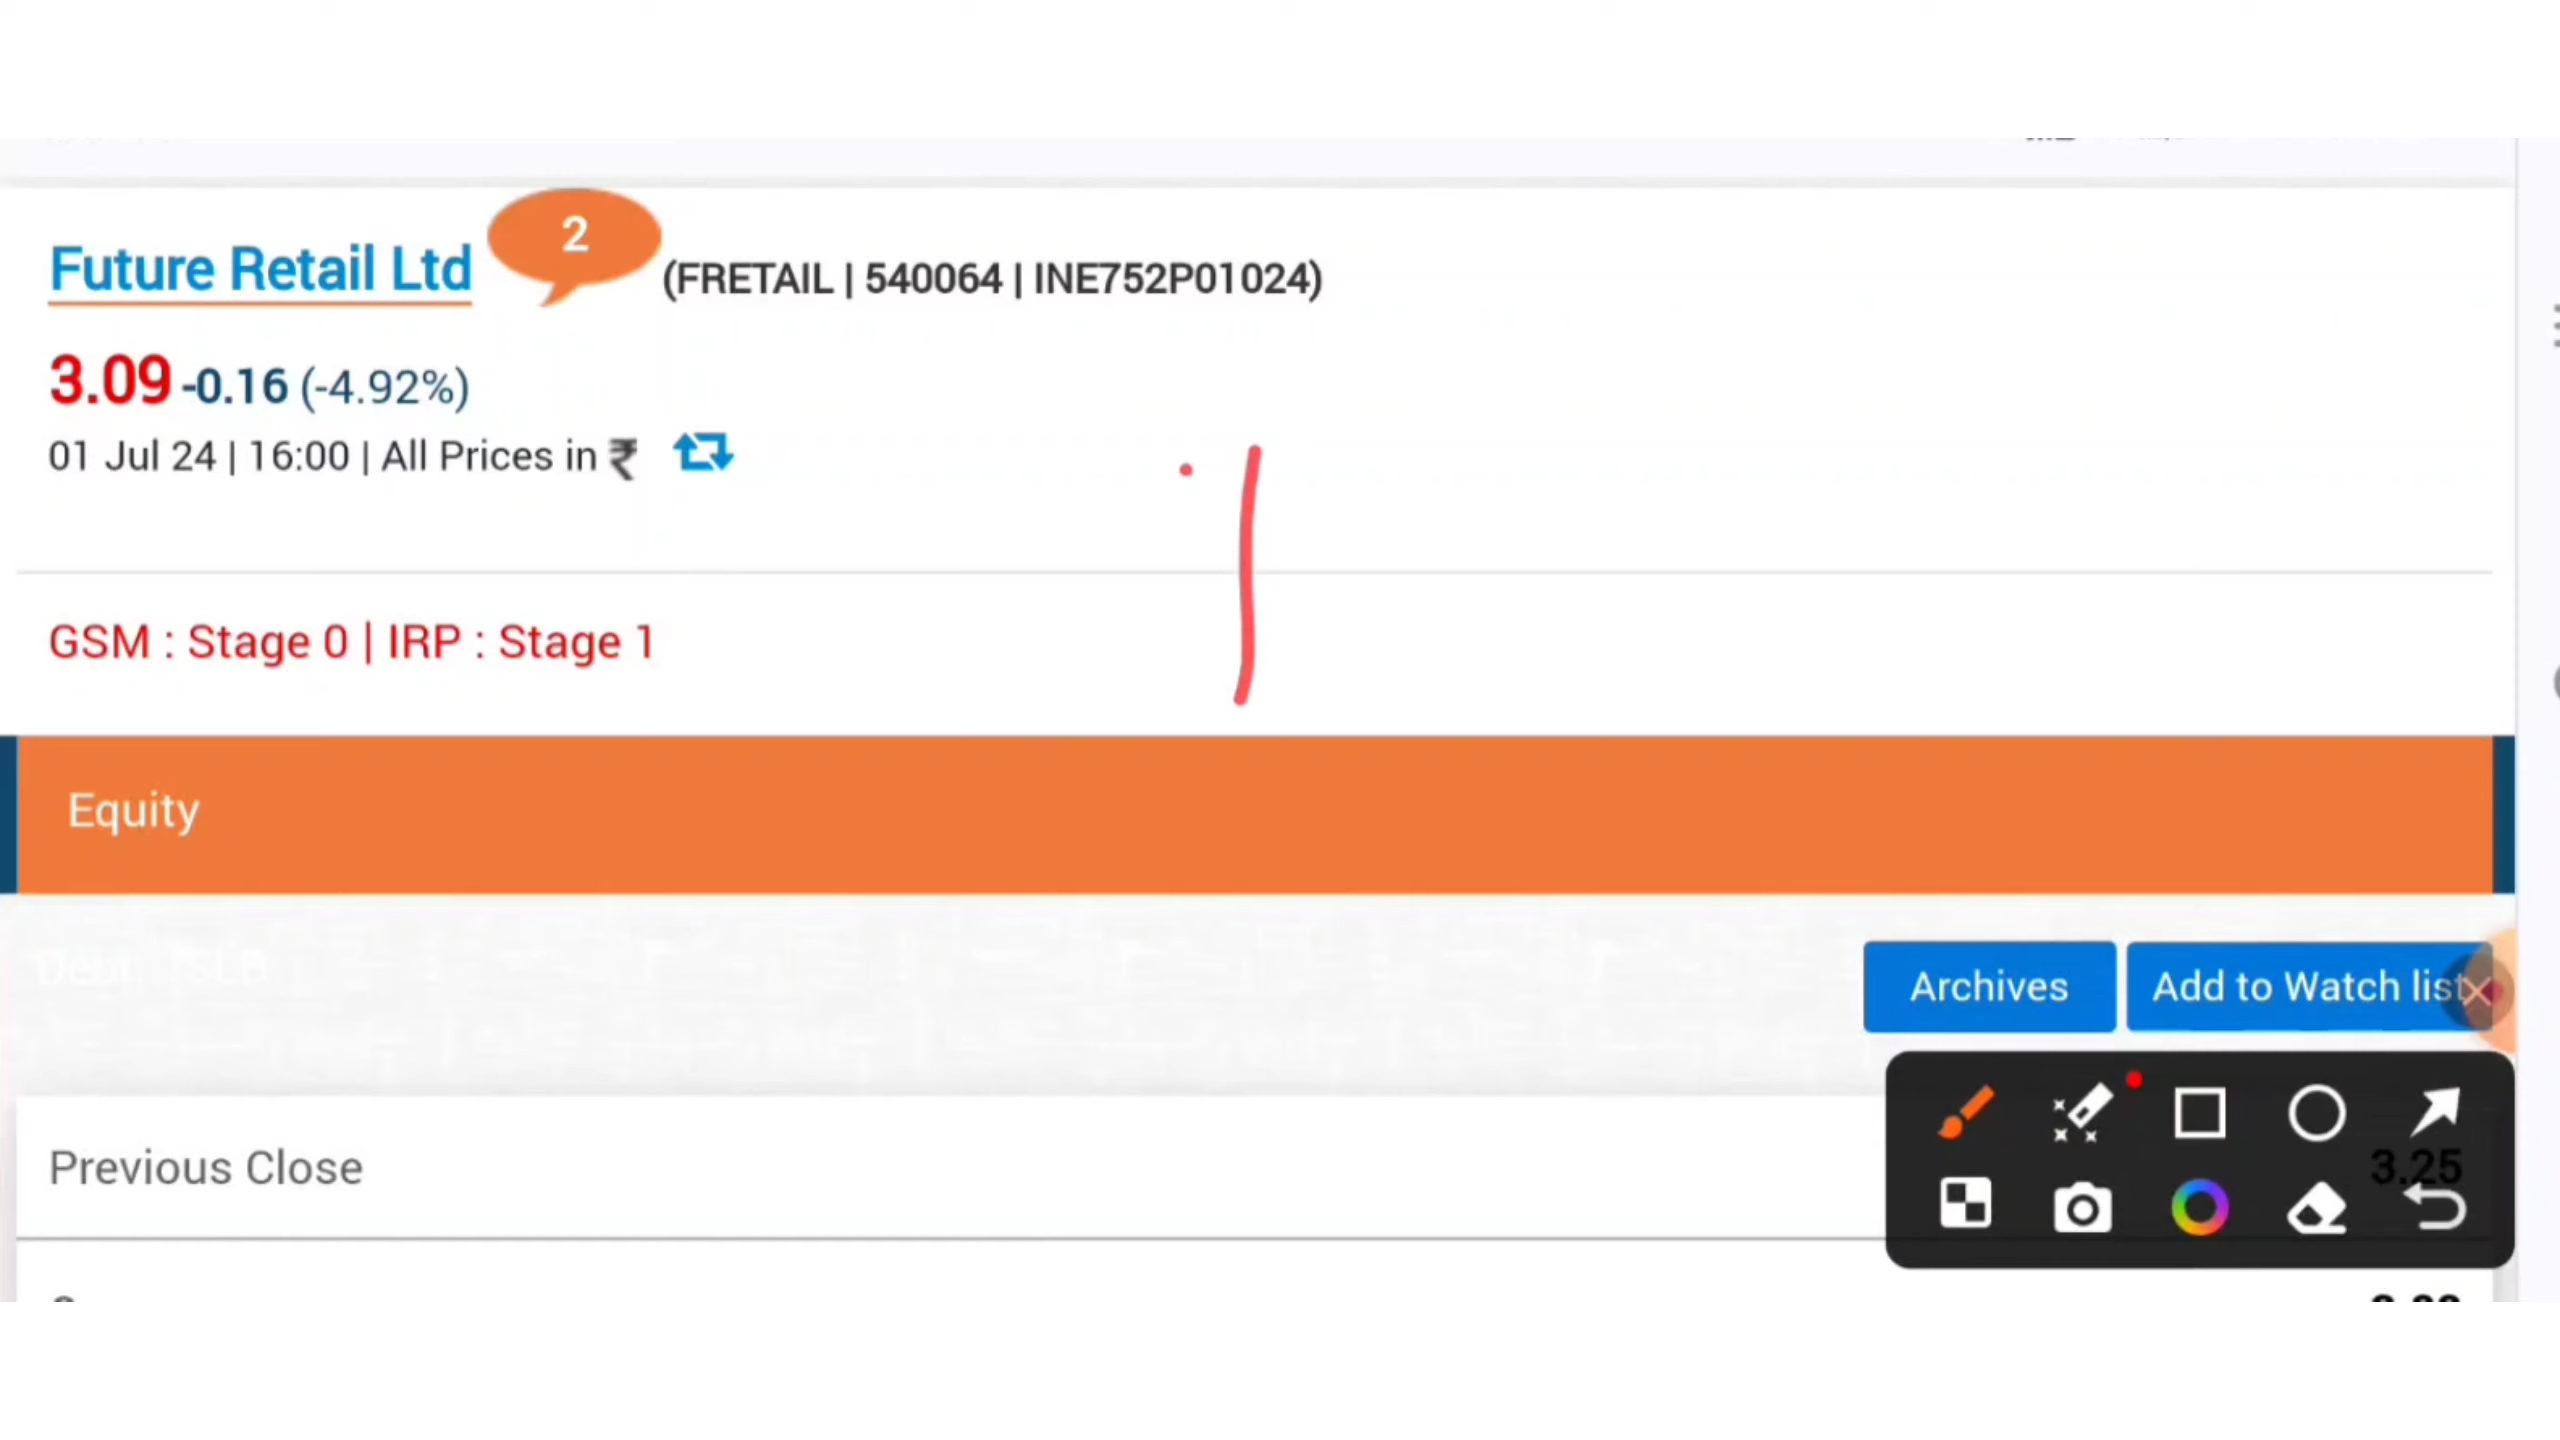 Future Retail Ltd 2 (FRETAIL | 540064 | INE752P01024)
3.09 -0.16 (-4.92%)
01 Jul 24 | 16:00 | All Prices in ₹
GSM : Stage 0 | IRP : Stage 1
Equity
Archives Add to Watch list
Previous Close 3.25